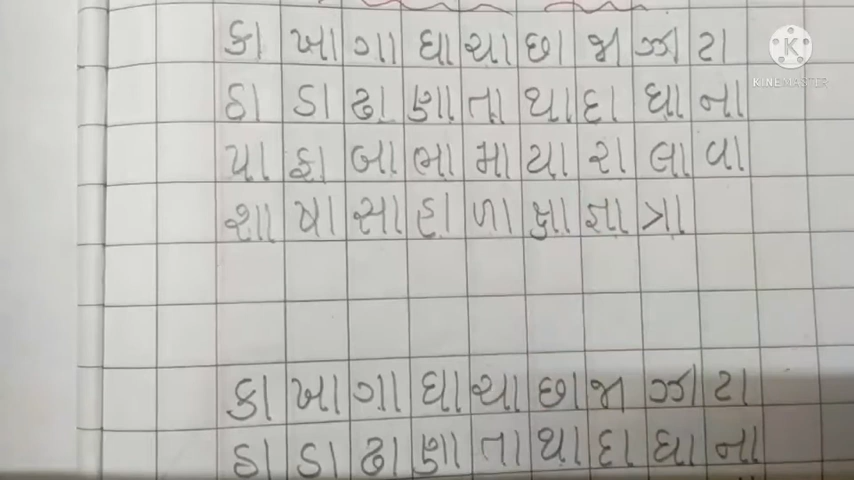 કા ખા ગા ઘા ચા છા જા ઝા ટા
KINEMASTER
ઠા ડા ઢા ણા તા થા દા ધા ના
પા ફા બા ભા મા યા રા લા વા
શા ષા સા હા ળા ક્ષા જ્ઞા ત્રા
કા ખા ગા ઘા ચા છા જા ઝા ટા
ઠા ડા ઢા ણા તા થા દા ધા ના